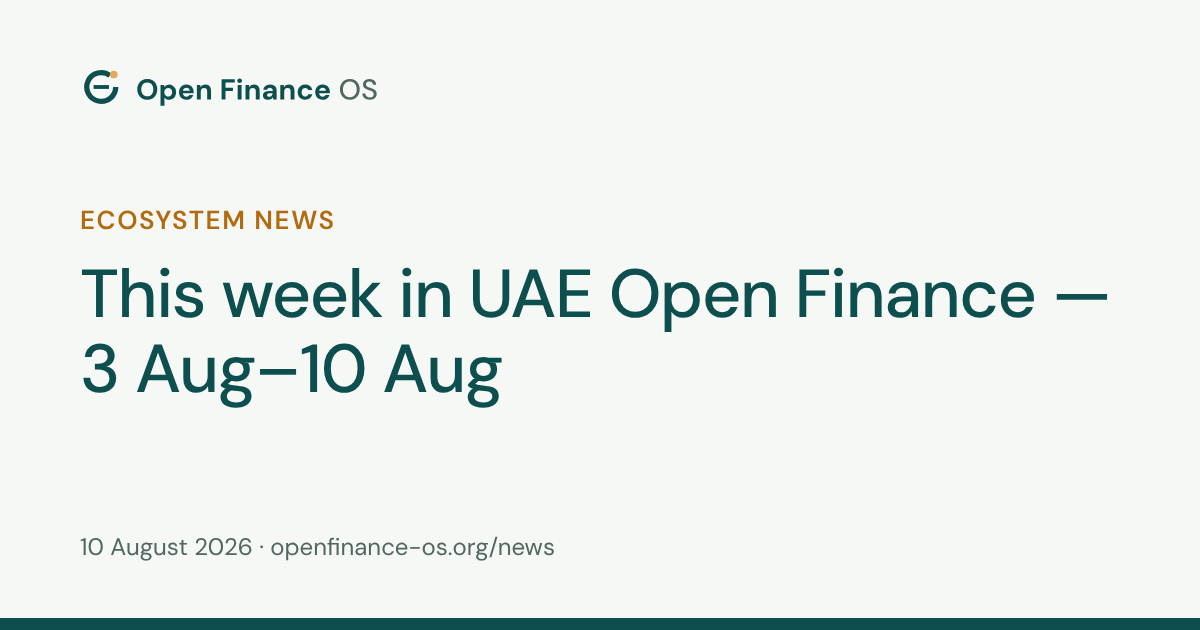 Open Finance OS
ECOSYSTEM NEWS
This week in UAE Open Finance —
3 Aug–10 Aug
10 August 2026 · openfinance-os.org/news